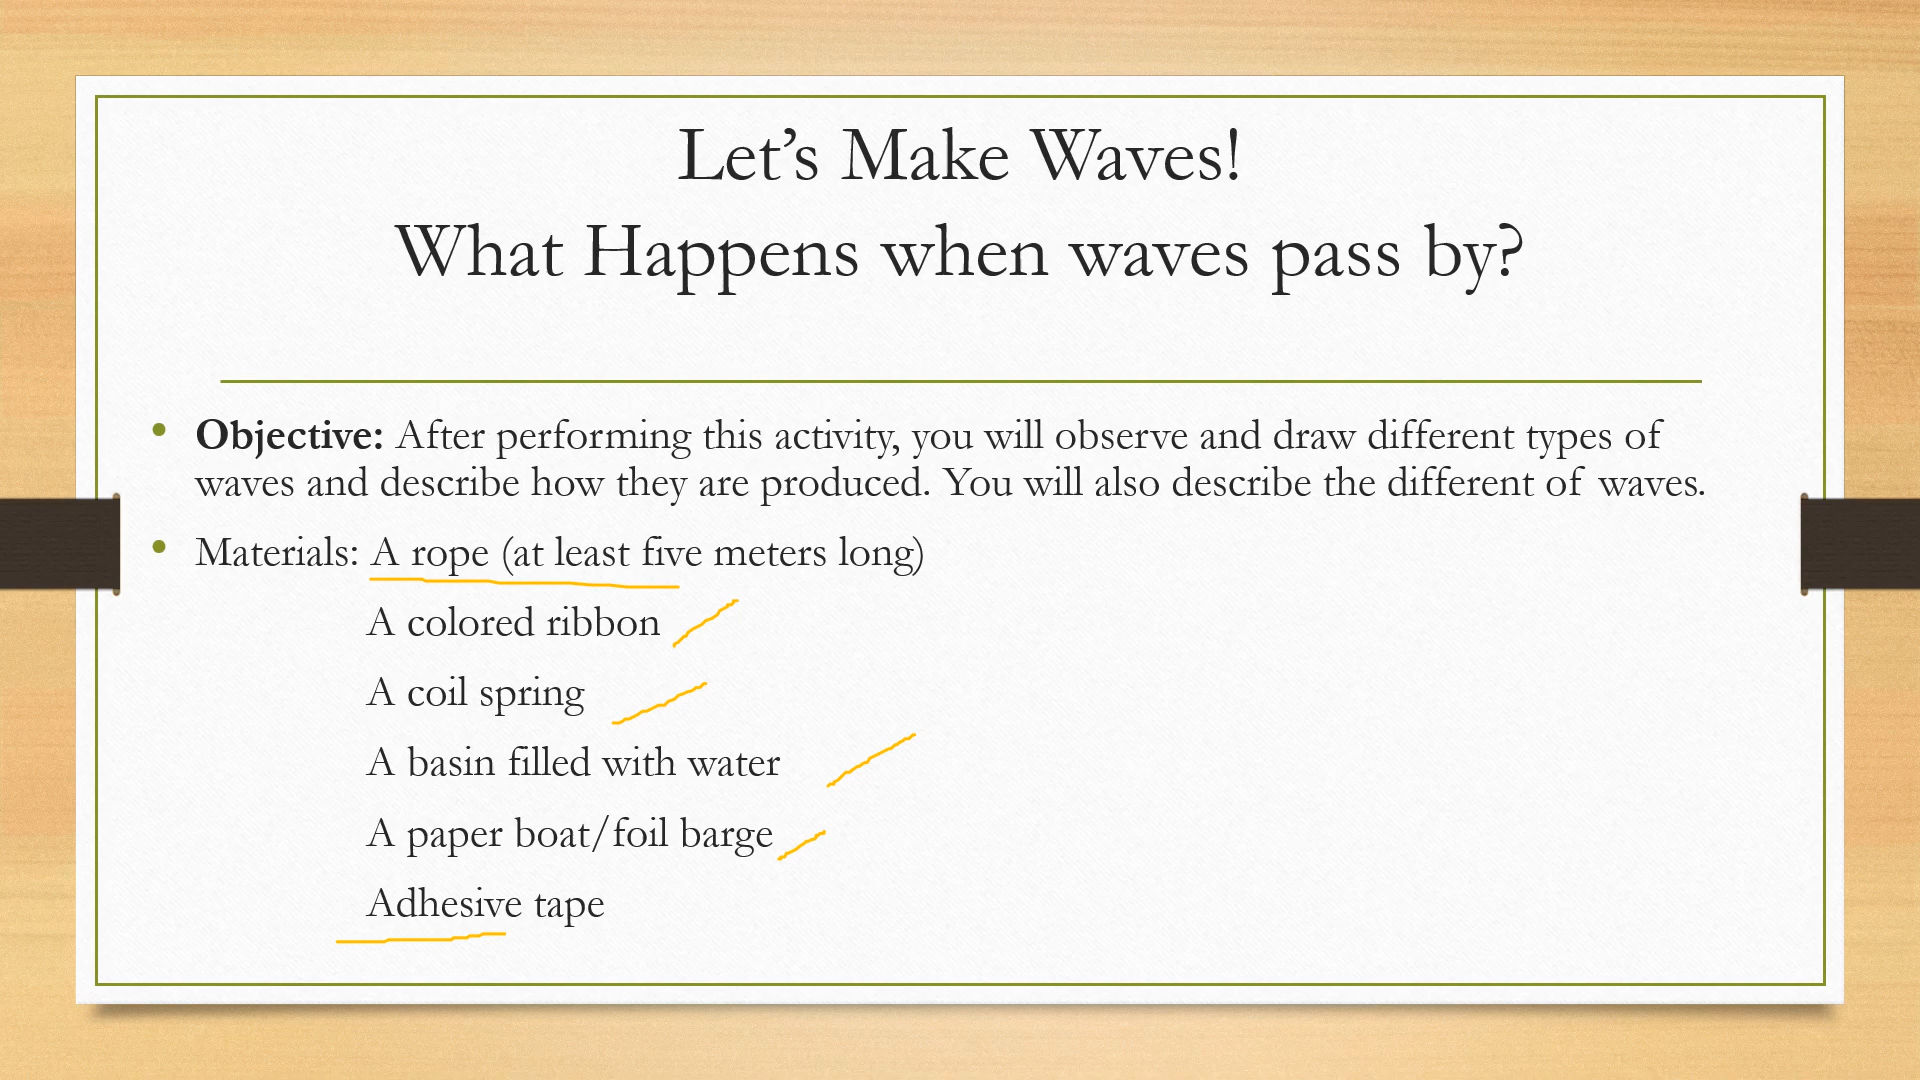 Let’s Make Waves!
What Happens when waves pass by?
• Objective: After performing this activity, you will observe and draw different types of
waves and describe how they are produced. You will also describe the different of waves.
• Materials: A rope (at least five meters long)
A colored ribbon
A coil spring
A basin filled with water
A paper boat/foil barge
Adhesive tape